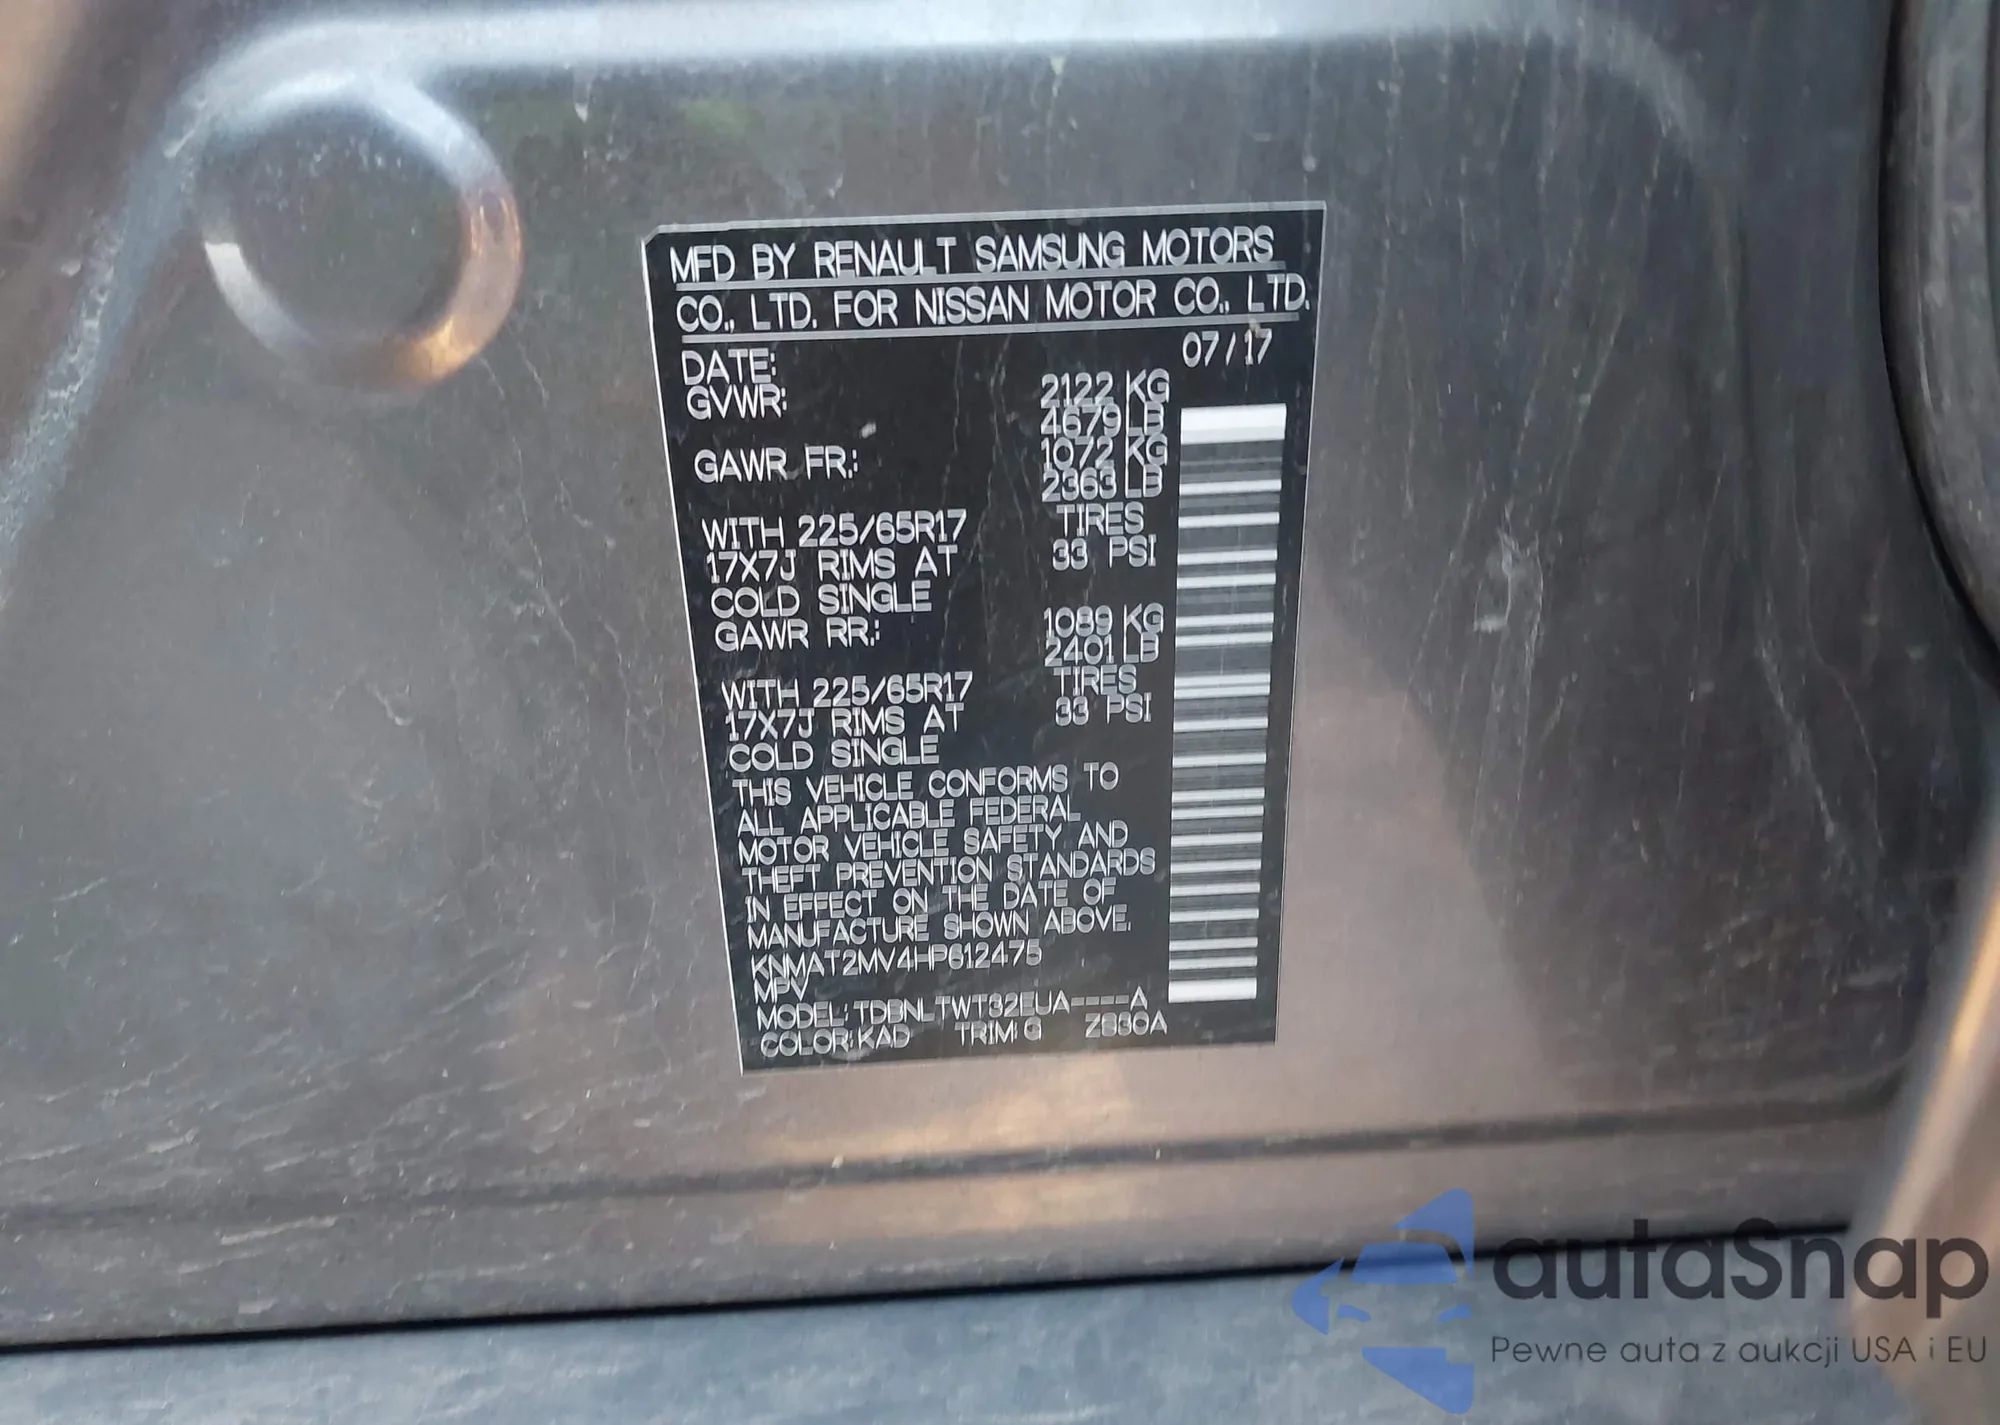 MFD BY RENAULT SAMSUNG MOTORS
CO., LTD. FOR NISSAN MOTOR CO., LTD.
DATE: 07/17
GVWR: 2122 KG
4679 LB
GAWR FR.: 1072 KG
2363 LB
WITH 225/65R17 TIRES
17X7J RIMS AT 33 PSI
COLD SINGLE
GAWR RR.: 1089 KG
2401 LB
WITH 225/65R17 TIRES
17X7J RIMS AT 33 PSI
COLD SINGLE
THIS VEHICLE CONFORMS TO
ALL APPLICABLE FEDERAL
MOTOR VEHICLE SAFETY AND
THEFT PREVENTION STANDARDS
IN EFFECT ON THE DATE OF
MANUFACTURE SHOWN ABOVE.
KNMAT2MV4HP612475
MPV
MODEL: TDBNLTWT32EUA----A
COLOR: KAD TRIM: G
autaSnap
Pewne auta z aukcji USA i EU